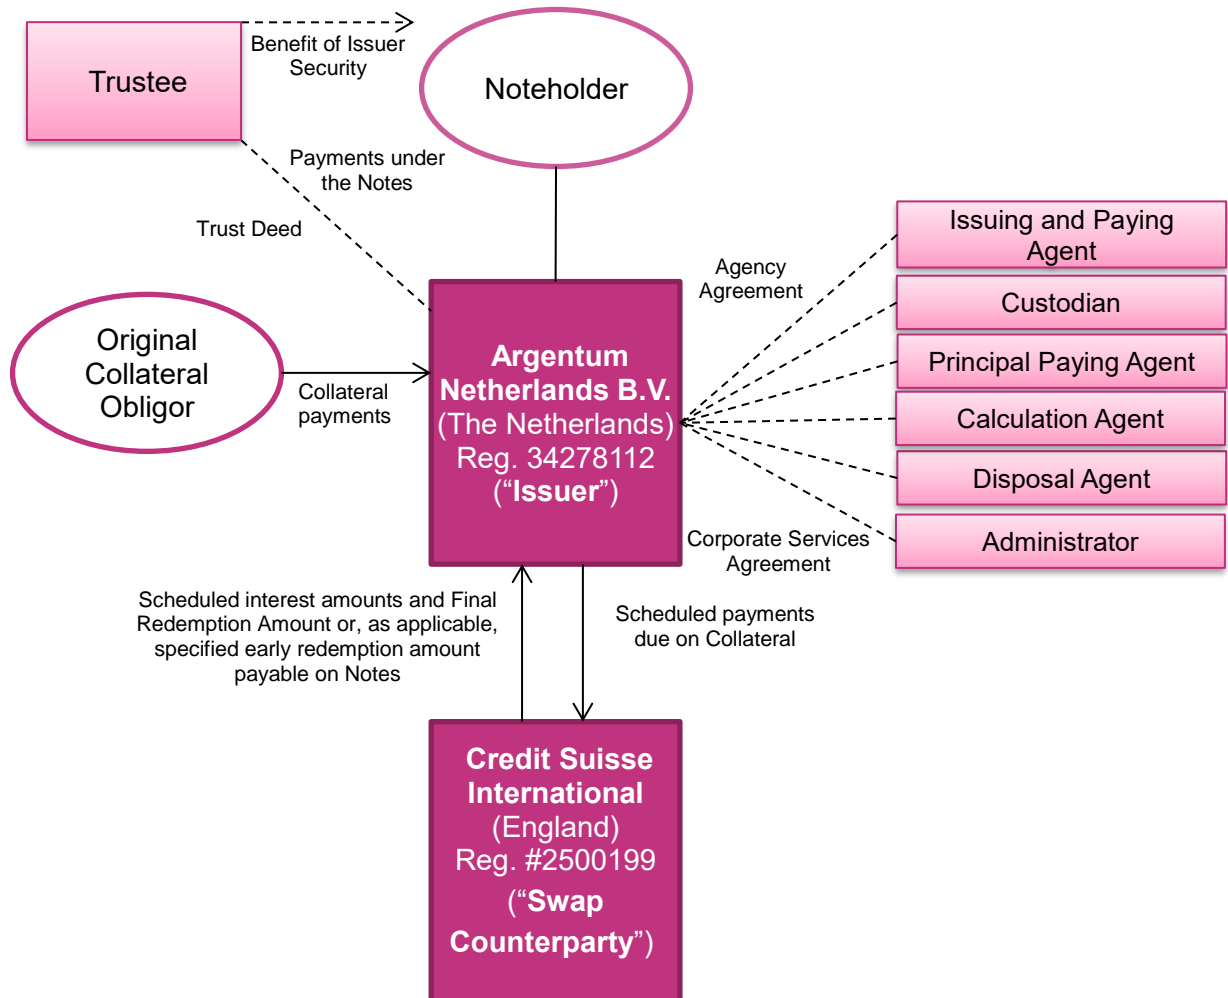 Trustee
Benefit of Issuer
Security
Noteholder
Payments under
the Notes
Trust Deed
Issuing and Paying
Agent
Agency
Agreement
Custodian
Original
Collateral
Obligor
Collateral
payments
Argentum
Netherlands B.V.
(The Netherlands)
Reg. 34278112
(“Issuer”)
Principal Paying Agent
Calculation Agent
Disposal Agent
Corporate Services
Agreement
Administrator
Scheduled interest amounts and Final
Redemption Amount or, as applicable,
specified early redemption amount
payable on Notes
Scheduled payments
due on Collateral
Credit Suisse
International
(England)
Reg. #2500199
(“Swap
Counterparty”)